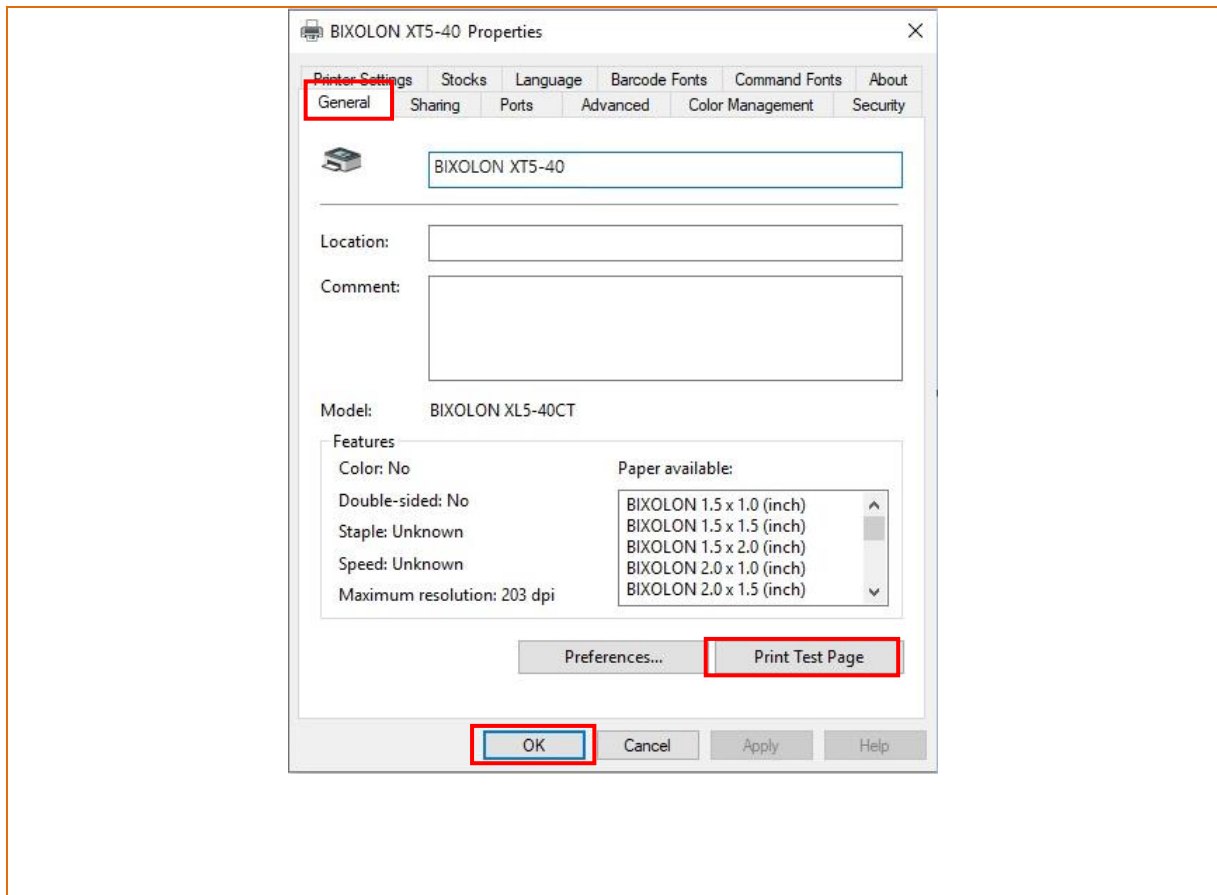 BIXOLON XT5-40 Properties
Printer Settings Stocks Language Barcode Fonts Command Fonts About
General Sharing Ports Advanced Color Management Security
BIXOLON XT5-40
Location:
Comment:
Model: BIXOLON XL5-40CT
Features
Color: No
Double-sided: No
Staple: Unknown
Speed: Unknown
Maximum resolution: 203 dpi
Paper available:
BIXOLON 1.5 x 1.0 (inch)
BIXOLON 1.5 x 1.5 (inch)
BIXOLON 1.5 x 2.0 (inch)
BIXOLON 2.0 x 1.0 (inch)
BIXOLON 2.0 x 1.5 (inch)
Preferences... Print Test Page
OK Cancel Apply Help